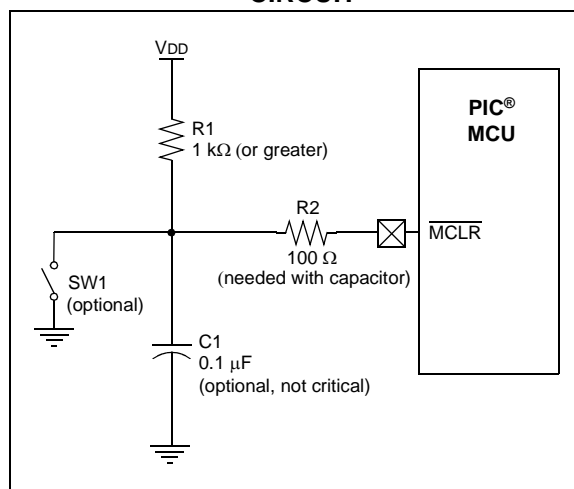 CIRCUIT
VDD
R1
1 kΩ (or greater)
PIC®
MCU
R2
100 Ω
(needed with capacitor)
MCLR
SW1
(optional)
C1
0.1 μF
(optional, not critical)